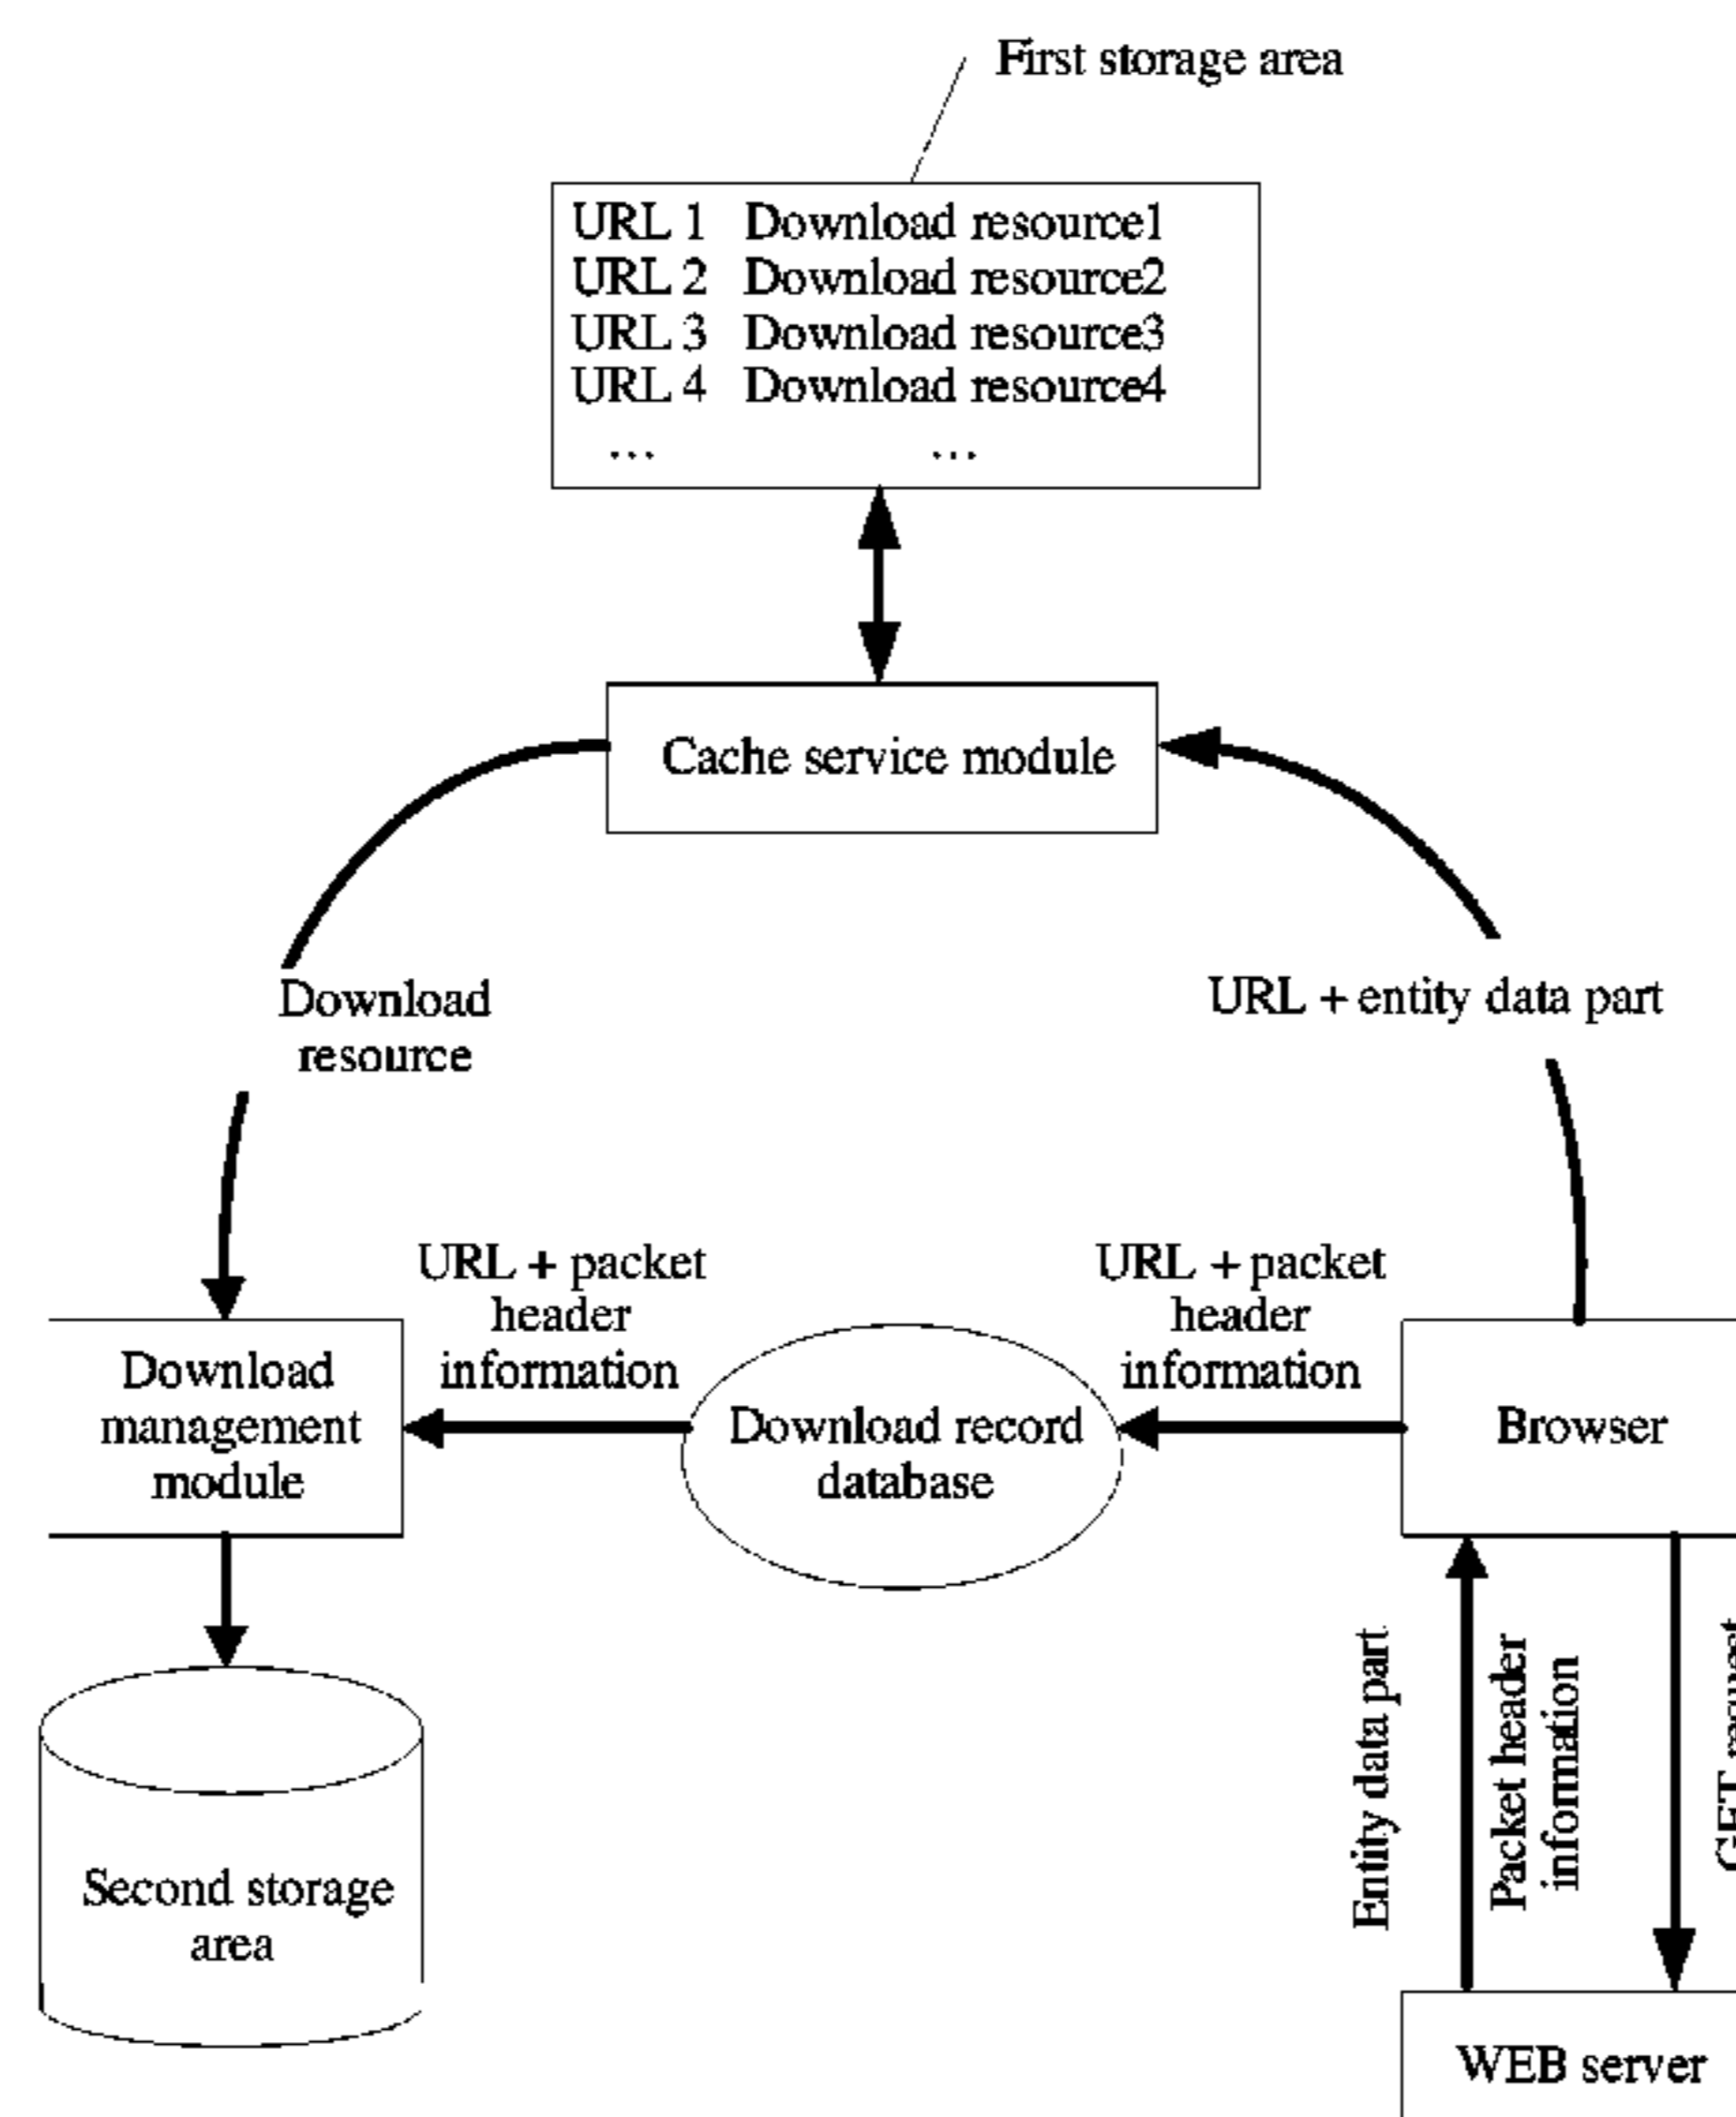 First storage area
URL 1 Download resource1
URL 2 Download resource2
URL 3 Download resource3
URL 4 Download resource4
... ...
Cache service module
Download
resource
URL + entity data part
URL + packet
header
information
URL + packet
header
information
Download
management
module
Download record
database
Browser
Entity data part
Packet header
information
Second storage
area
WEB server